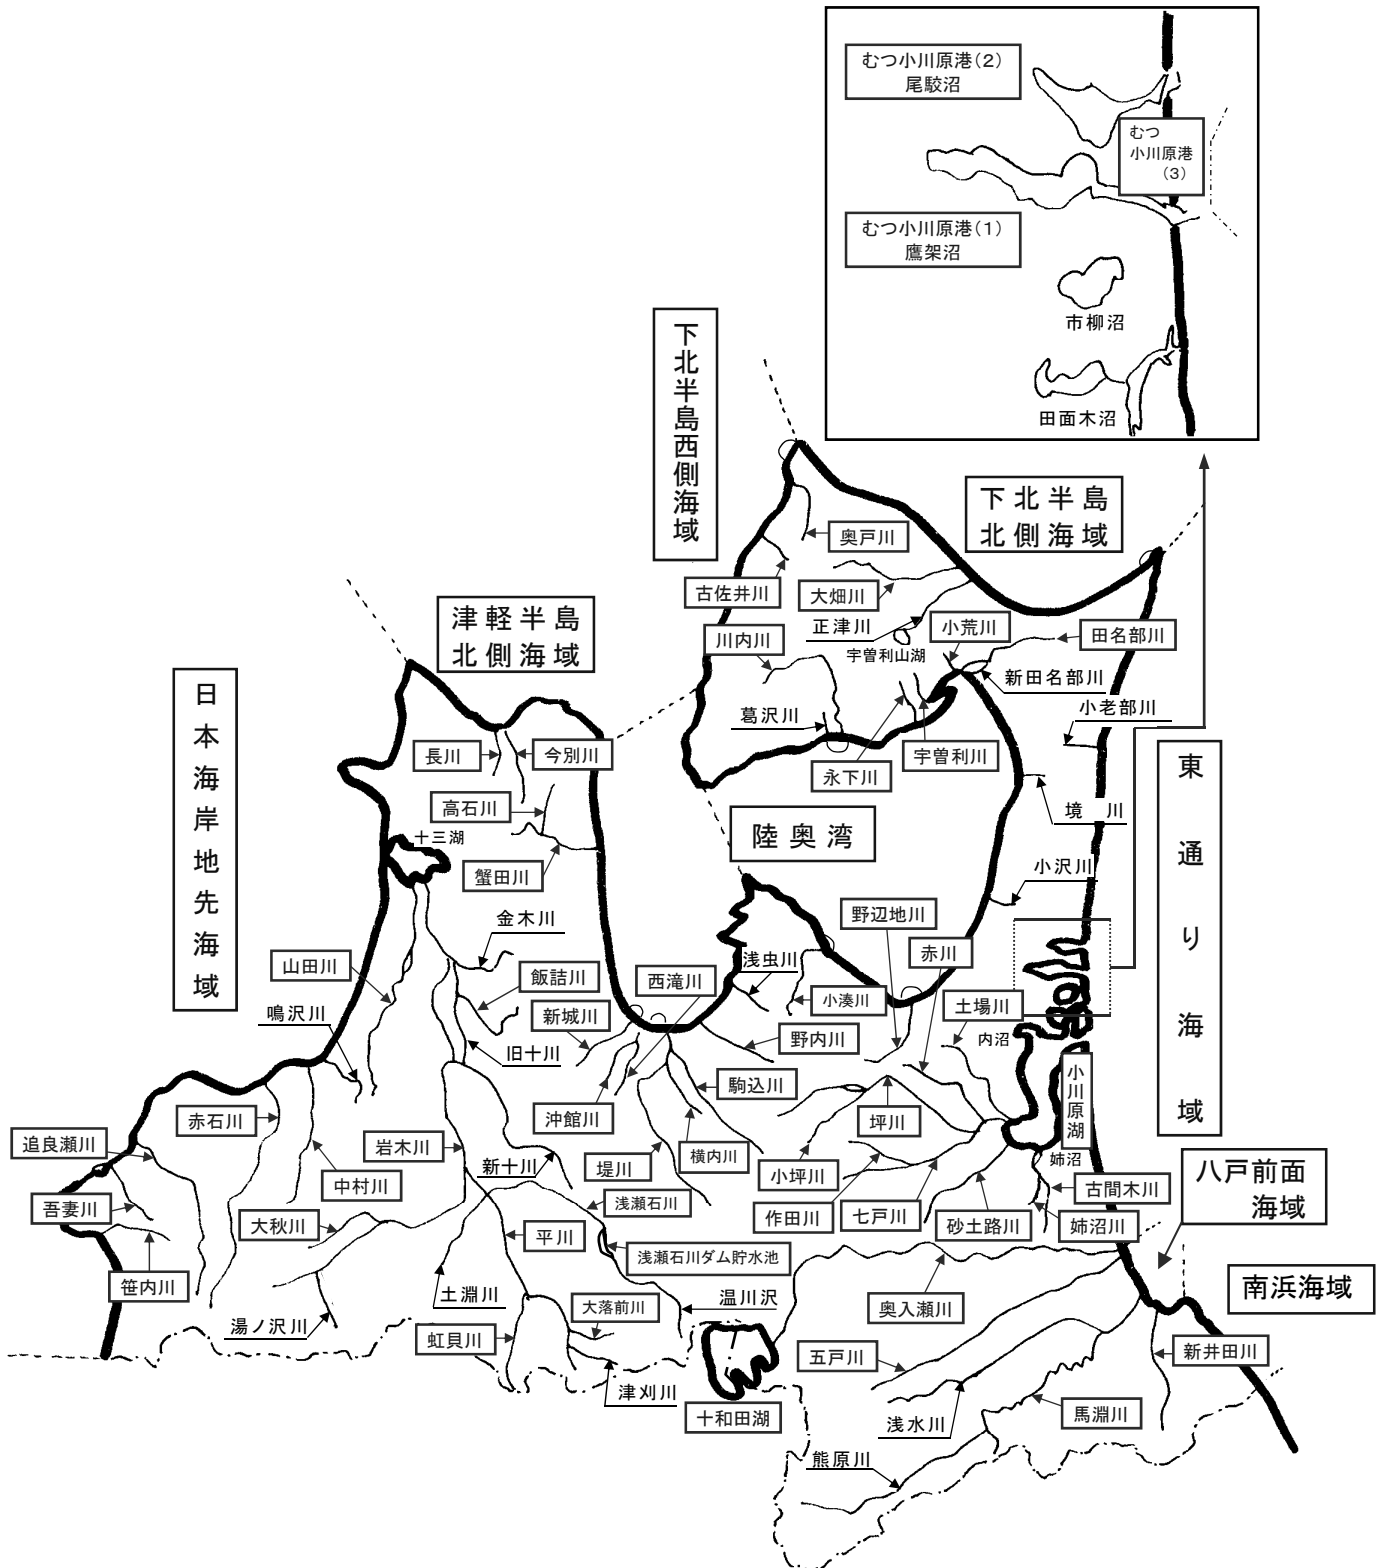 むつ小川原港(2)
尾駮沼
むつ
小川原港
(3)
むつ小川原港(1)
鷹架沼
市柳沼
田面木沼
下北半島西側海域
下北半島
北側海域
奥戸川
古佐井川
大畑川
正津川
小荒川
田名部川
川内川
宇曽利山湖
新田名部川
津軽半島
北側海域
葛沢川
小老部川
日本海岸地先海域
長川
今別川
永下川
宇曽利川
東通り海域
高石川
陸奥湾
境川
十三湖
蟹田川
小沢川
金木川
野辺地川
赤川
山田川
飯詰川
西滝川
浅虫川
鳴沢川
新城川
小湊川
土場川
内沼
旧十川
野内川
駒込川
小川原湖
赤石川
沖館川
坪川
追良瀬川
岩木川
新十川
堤川
横内川
小坪川
姉沼
八戸前面
海域
中村川
古間木川
吾妻川
大秋川
浅瀬石川
作田川
七戸川
砂土路川
姉沼川
平川
浅瀬石川ダム貯水池
笹内川
土淵川
温川沢
奥入瀬川
南浜海域
湯ノ沢川
大落前川
虹貝川
五戸川
新井田川
津刈川
十和田湖
浅水川
馬淵川
熊原川